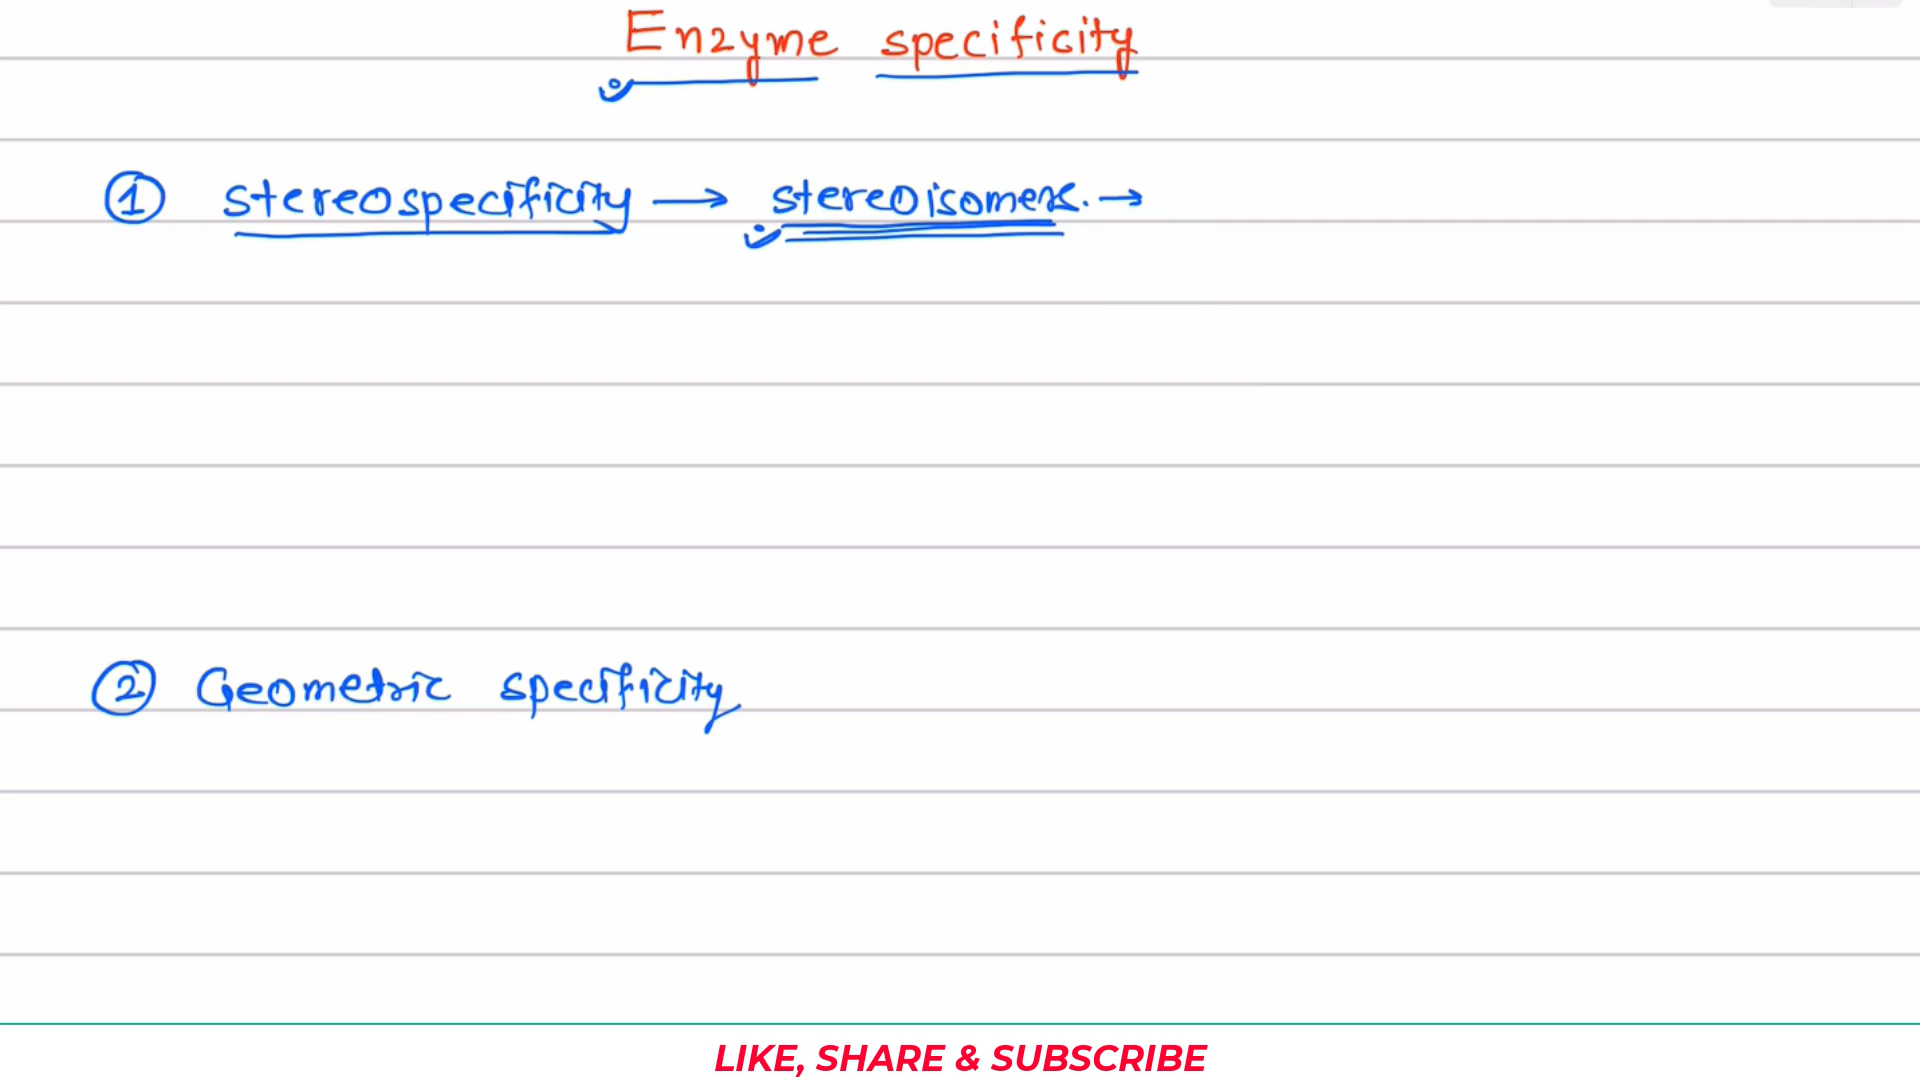 Enzyme specificity
① stereospecificity → stereoisomers. →
② Geometric specificity
LIKE, SHARE & SUBSCRIBE